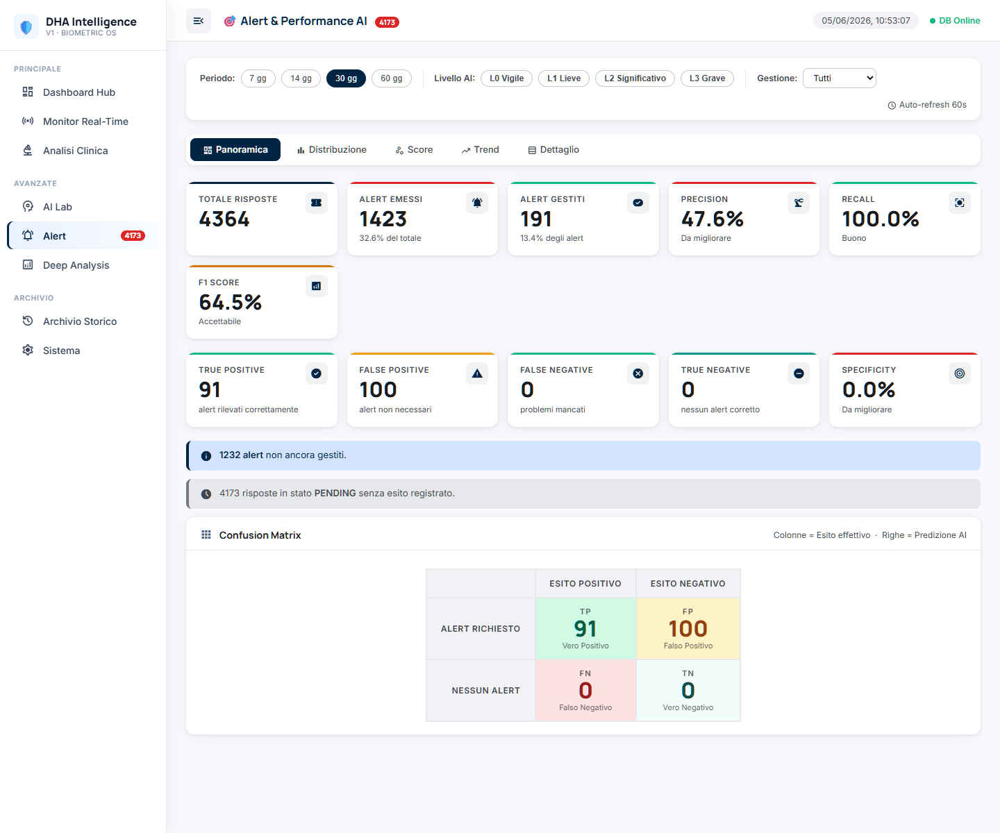 DHA Intelligence
V1 · BIOMETRIC OS
PRINCIPALE
Dashboard Hub
Monitor Real-Time
Analisi Clinica
AVANZATE
AI Lab
Alert 4173
Deep Analysis
ARCHIVIO
Archivio Storico
Sistema
Alert & Performance AI 4173
05/06/2026, 10:53:07 DB Online
Periodo: 7 gg 14 gg 30 gg 60 gg Livello AI: L0 Vigile L1 Lieve L2 Significativo L3 Grave Gestione: Tutti
Auto-refresh 60s
Panoramica Distribuzione Score Trend Dettaglio
TOTALE RISPOSTE
4364
ALERT EMESSI
1423
32.6% del totale
ALERT GESTITI
191
13.4% degli alert
PRECISION
47.6%
Da migliorare
RECALL
100.0%
Buono
F1 SCORE
64.5%
Accettabile
TRUE POSITIVE
91
alert rilevati correttamente
FALSE POSITIVE
100
alert non necessari
FALSE NEGATIVE
0
problemi mancati
TRUE NEGATIVE
0
nessun alert corretto
SPECIFICITY
0.0%
Da migliorare
1232 alert non ancora gestiti.
4173 risposte in stato PENDING senza esito registrato.
Confusion Matrix
Colonne = Esito effettivo · Righe = Predizione AI
ESITO POSITIVO ESITO NEGATIVO
ALERT RICHIESTO
TP
91
Vero Positivo
FP
100
Falso Positivo
NESSUN ALERT
FN
0
Falso Negativo
TN
0
Vero Negativo